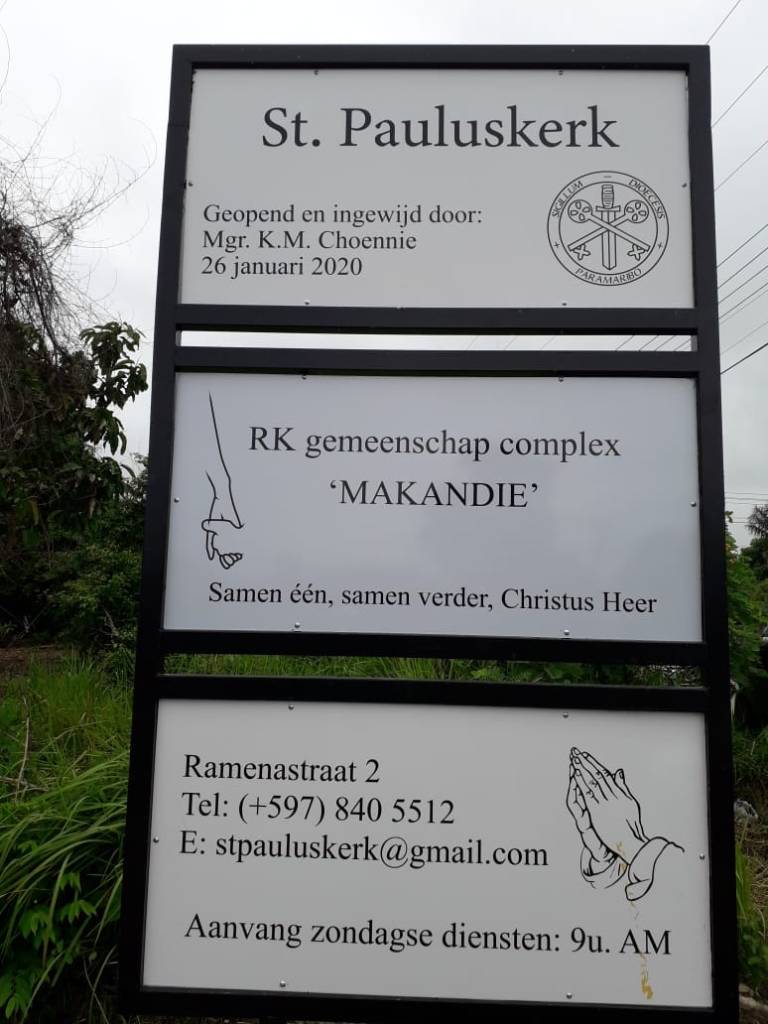 St. Pauluskerk
Geopend en ingewijd door:
Mgr. K.M. Choennie
26 januari 2020
SIGILLUM DIOECESIS
PARAMARIBO
RK gemeenschap complex
‘MAKANDIE’
Samen één, samen verder, Christus Heer
Ramenastraat 2
Tel: (+597) 840 5512
E: stpauluskerk@gmail.com
Aanvang zondagse diensten: 9u. AM